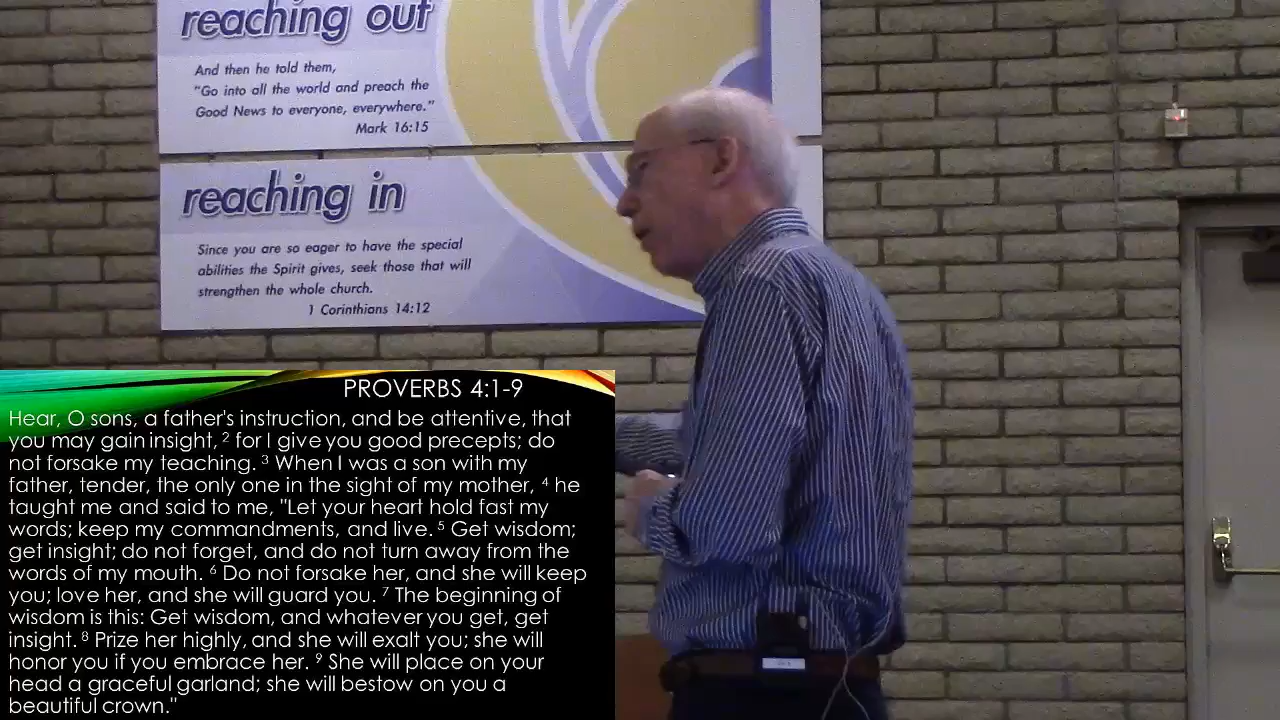 reaching out
And then he told them,
"Go into all the world and preach the
Good News to everyone, everywhere."
Mark 16:15
reaching in
Since you are so eager to have the special
abilities the Spirit gives, seek those that will
strengthen the whole church.
1 Corinthians 14:12
PROVERBS 4:1-9
Hear, O sons, a father's instruction, and be attentive, that
you may gain insight, ² for I give you good precepts; do
not forsake my teaching. ³ When I was a son with my
father, tender, the only one in the sight of my mother, ⁴ he
taught me and said to me, "Let your heart hold fast my
words; keep my commandments, and live. ⁵ Get wisdom;
get insight; do not forget, and do not turn away from the
words of my mouth. ⁶ Do not forsake her, and she will keep
you; love her, and she will guard you. ⁷ The beginning of
wisdom is this: Get wisdom, and whatever you get, get
insight. ⁸ Prize her highly, and she will exalt you; she will
honor you if you embrace her. ⁹ She will place on your
head a graceful garland; she will bestow on you a
beautiful crown."